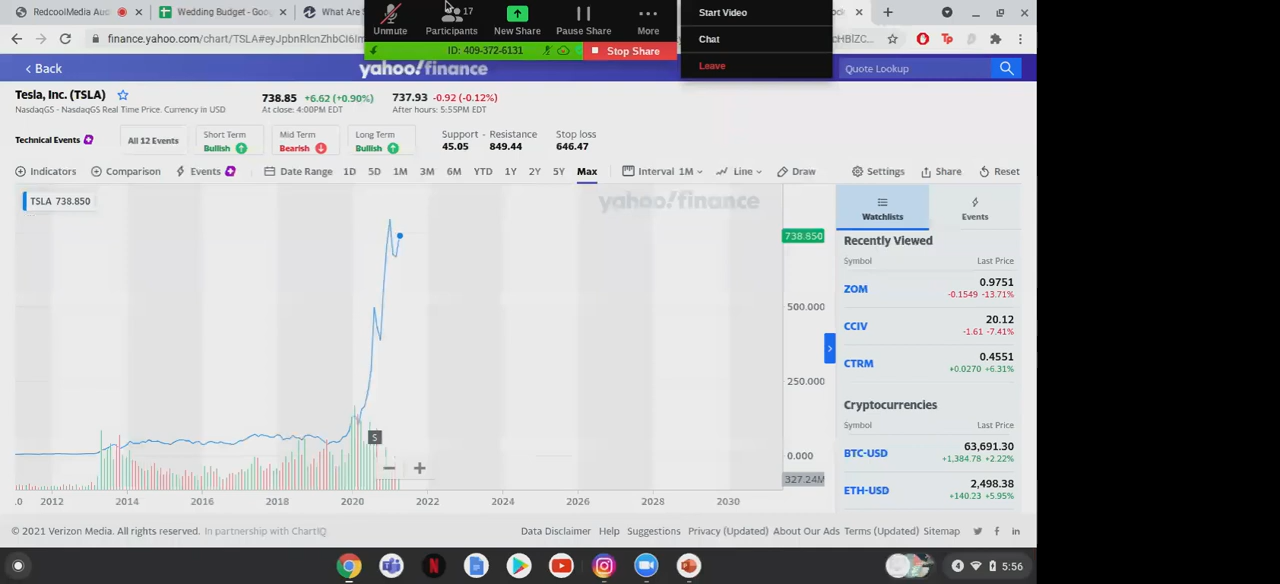 RedcoolMedia Aud
Wedding Budget - Goo
What Are
finance.yahoo.com/chart/TSLA#eyJpbnRlcnZhbCI6Im
HBlZC...
17
Unmute
Participants
New Share
Pause Share
More
ID: 409-372-6131
Stop Share
Start Video
Chat
Leave
Back
yahoo!finance
Quote Lookup
Tesla, Inc. (TSLA)
NasdaqGS - NasdaqGS Real Time Price. Currency in USD
738.85 +6.62 (+0.90%)
At close: 4:00PM EDT
737.93 -0.92 (-0.12%)
After hours: 5:55PM EDT
Technical Events
All 12 Events
Short Term
Bullish
Mid Term
Bearish
Long Term
Bullish
Support - Resistance
45.05 849.44
Stop loss
646.47
Indicators
Comparison
Events
Date Range
1D 5D 1M 3M 6M YTD 1Y 2Y 5Y Max
Interval 1M
Line
Draw
Settings
Share
Reset
TSLA 738.850
yahoo!finance
738.850
500.000
250.000
0.000
327.24M
S
.0 2012 2014 2016 2018 2020 2022 2024 2026 2028 2030
Watchlists
Events
Recently Viewed
Symbol Last Price
ZOM 0.9751
-0.1549 -13.71%
CCIV 20.12
-1.61 -7.41%
CTRM 0.4551
+0.0270 +6.31%
Cryptocurrencies
Symbol Last Price
BTC-USD 63,691.30
+1,384.78 +2.22%
ETH-USD 2,498.38
+140.23 +5.95%
© 2021 Verizon Media. All rights reserved. In partnership with ChartIQ
Data Disclaimer Help Suggestions Privacy (Updated) About Our Ads Terms (Updated) Sitemap
4 5:56